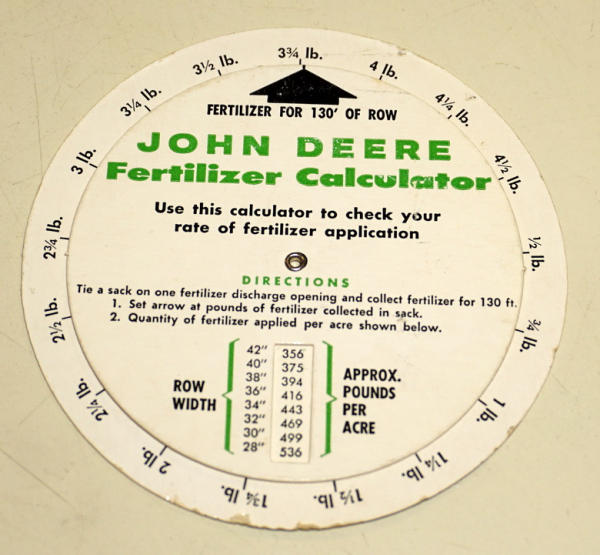 3¾ lb.
4 lb.
4¼ lb.
4½ lb.
½ lb.
¾ lb.
1 lb.
1¼ lb.
1½ lb.
1¾ lb.
2 lb.
2¼ lb.
2½ lb.
2¾ lb.
3 lb.
3¼ lb.
3½ lb.
FERTILIZER FOR 130' OF ROW
JOHN DEERE
Fertilizer Calculator
Use this calculator to check your
rate of fertilizer application
DIRECTIONS
Tie a sack on one fertilizer discharge opening and collect fertilizer for 130 ft.
1. Set arrow at pounds of fertilizer collected in sack.
2. Quantity of fertilizer applied per acre shown below.
ROW
WIDTH
42" 356
40" 375
38" 394
36" 416
34" 443
32" 469
30" 499
28" 536
APPROX.
POUNDS
PER
ACRE